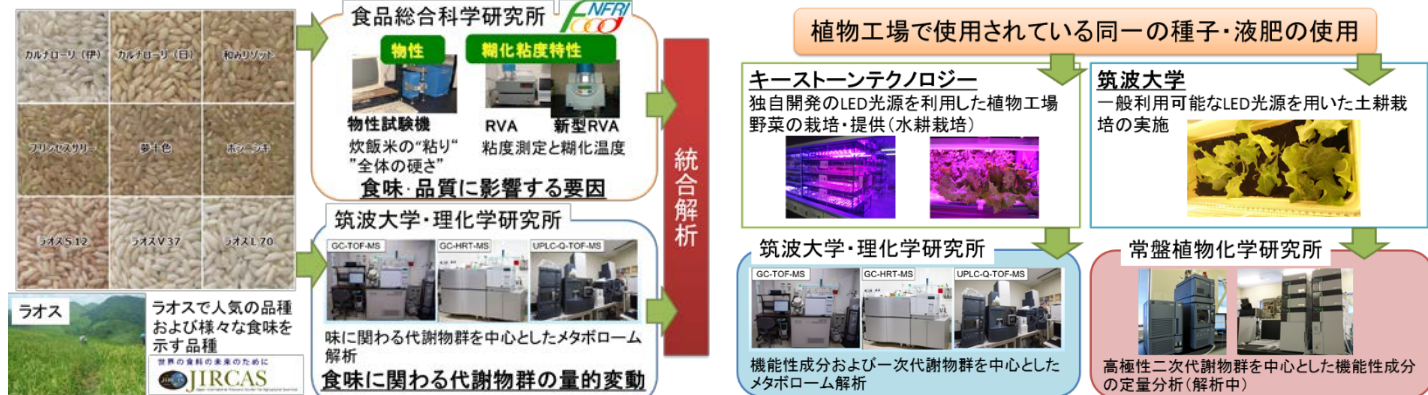 カルナローリ（伊）
カルナローリ（日）
和みリゾット
プリンセスサリー
夢十色
ホシニシキ
ラオスS 12
ラオスV 37
ラオスL 70
ラオス
ラオスで人気の品種
および様々な食味を
示す品種
世界の食料の未来のために
JIRCAS
食品総合科学研究所
NFRI
Food
物性
糊化粘度特性
物性試験機
RVA
新型RVA
炊飯米の"粘り"
"全体の硬さ"
粘度測定と糊化温度
食味・品質に影響する要因
筑波大学・理化学研究所
GC-TOF-MS
GC-HRT-MS
UPLC-Q-TOF-MS
味に関わる代謝物群を中心としたメタボローム
解析
食味に関わる代謝物群の量的変動
統合解析
植物工場で使用されている同一の種子・液肥の使用
キーストーンテクノロジー
独自開発のLED光源を利用した植物工場
野菜の栽培・提供（水耕栽培）
筑波大学
一般利用可能なLED光源を用いた土耕栽
培の実施
筑波大学・理化学研究所
GC-TOF-MS
GC-HRT-MS
UPLC-Q-TOF-MS
機能性成分および一次代謝物群を中心とした
メタボローム解析
常盤植物化学研究所
高極性二次代謝物群を中心とした機能性成分
の定量分析（解析中）